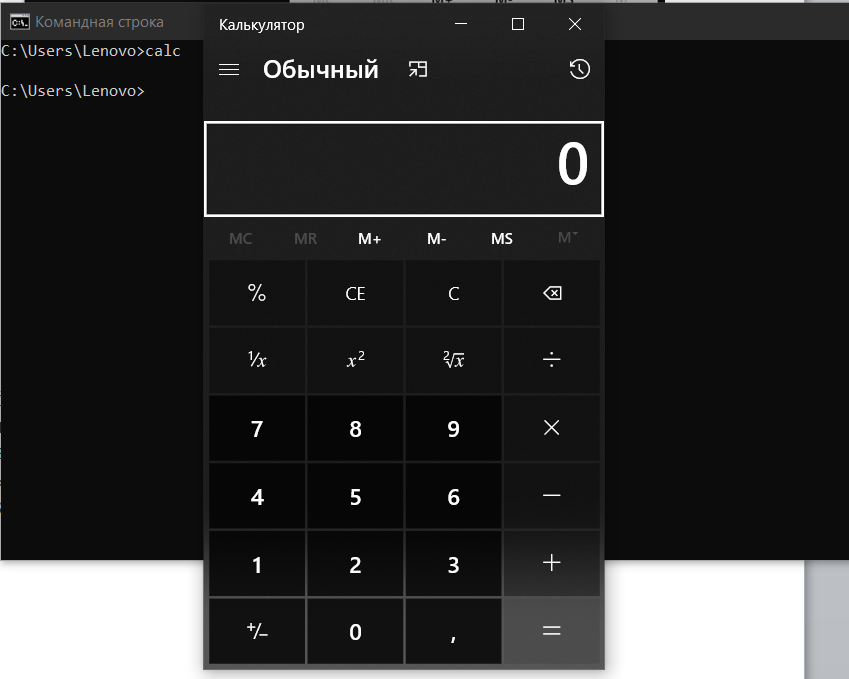 Командная строка
C:\Users\Lenovo>calc
C:\Users\Lenovo>
Калькулятор
Обычный
0
MC MR M+ M- MS M˅
% CE C
¹/x x² ²√x ÷
7 8 9 ×
4 5 6 −
1 2 3 +
+/− 0 , =